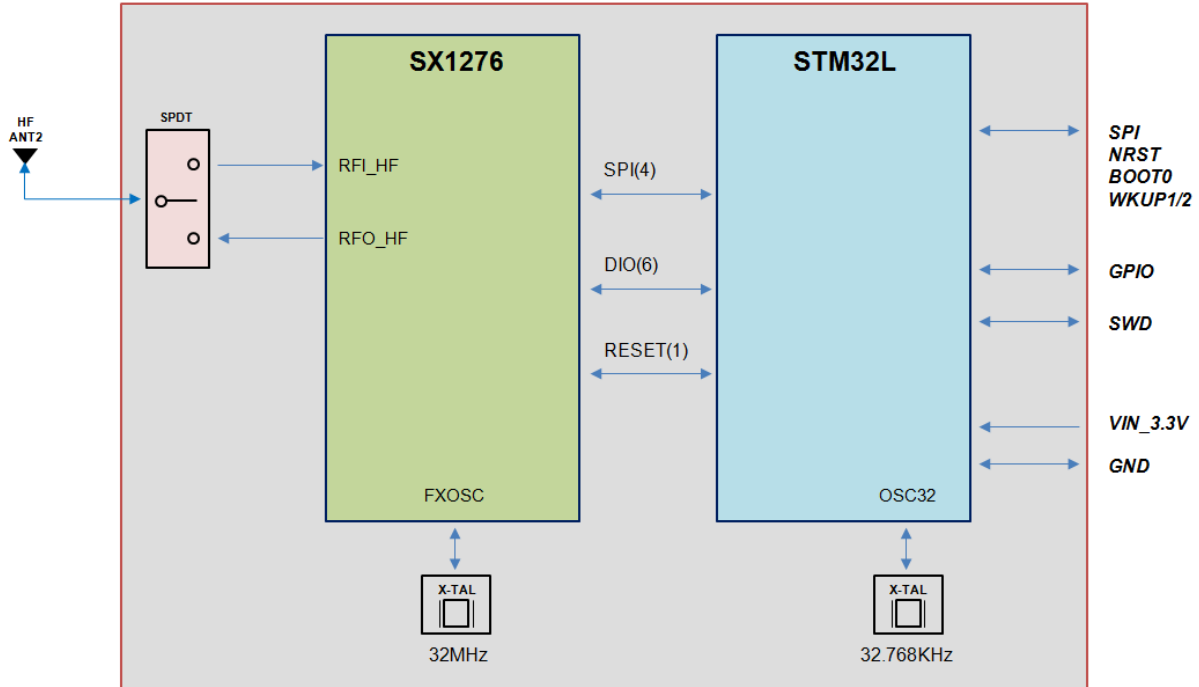 SX1276
STM32L
SPDT
HF
ANT2
RFI_HF
RFO_HF
SPI(4)
DIO(6)
RESET(1)
SPI
NRST
BOOT0
WKUP1/2
GPIO
SWD
VIN_3.3V
GND
FXOSC
OSC32
X-TAL
X-TAL
32MHz
32.768KHz